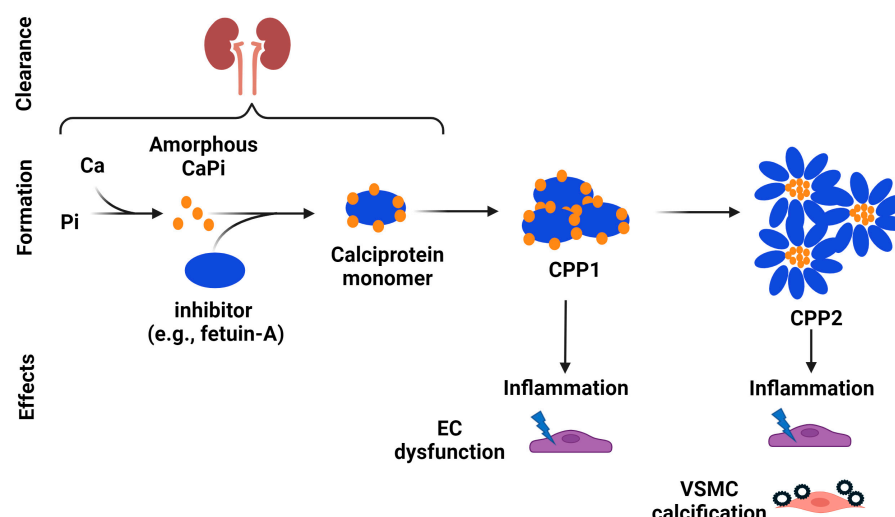 Clearance
Formation
Effects
Ca
Pi
Amorphous
CaPi
inhibitor
(e.g., fetuin-A)
Calciprotein
monomer
CPP1
CPP2
Inflammation
EC
dysfunction
Inflammation
VSMC
calcification